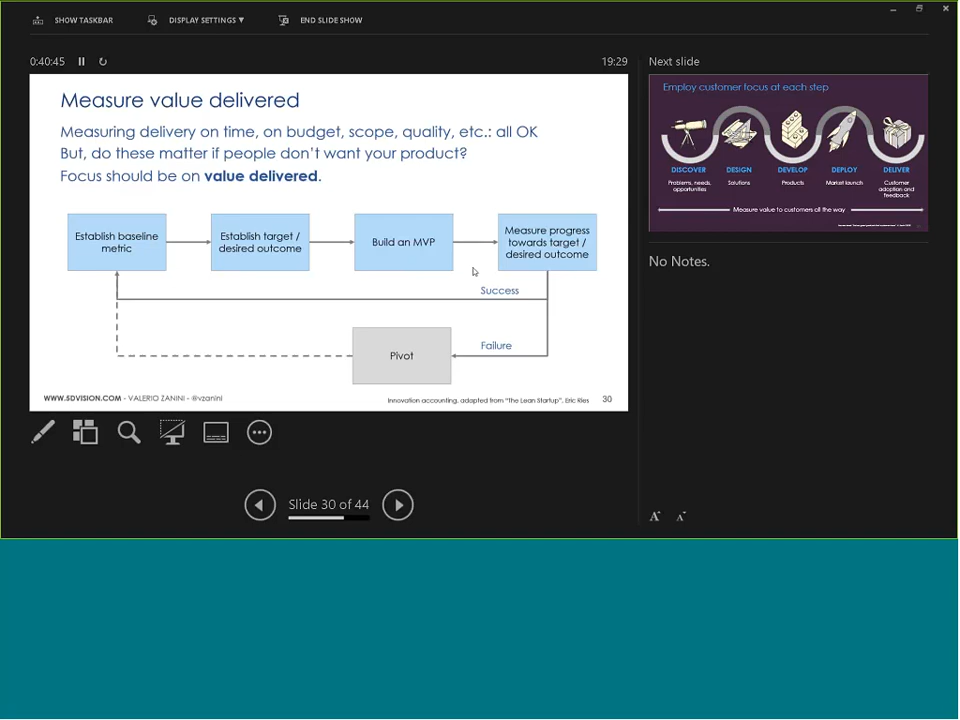 SHOW TASKBAR
DISPLAY SETTINGS ▼
END SLIDE SHOW
0:40:45
19:29
Next slide
Measure value delivered
Measuring delivery on time, on budget, scope, quality, etc.: all OK
But, do these matter if people don't want your product?
Focus should be on value delivered.
Establish baseline
metric
Establish target /
desired outcome
Build an MVP
Measure progress
towards target /
desired outcome
Success
Failure
Pivot
WWW.5DVISION.COM - VALERIO ZANINI - @vzanini
Innovation accounting, adapted from "The Lean Startup", Eric Ries
30
Employ customer focus at each step
DISCOVER
Problems, needs,
opportunities
DESIGN
Solutions
DEVELOP
Products
DEPLOY
Market launch
DELIVER
Customer
adoption and
feedback
Measure value to customers all the way
No Notes.
Slide 30 of 44
A
A